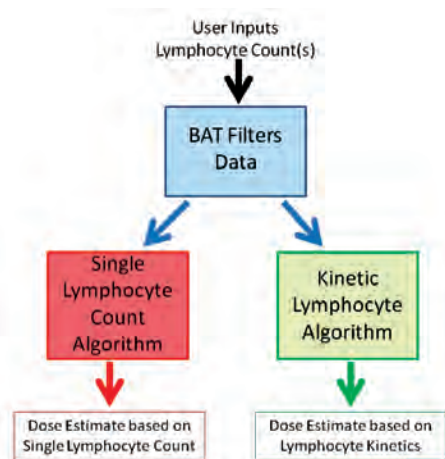 User Inputs
Lymphocyte Count(s)
BAT Filters
Data
Single
Lymphocyte
Count
Algorithm
Kinetic
Lymphocyte
Algorithm
Dose Estimate based on
Single Lymphocyte Count
Dose Estimate based on
Lymphocyte Kinetics